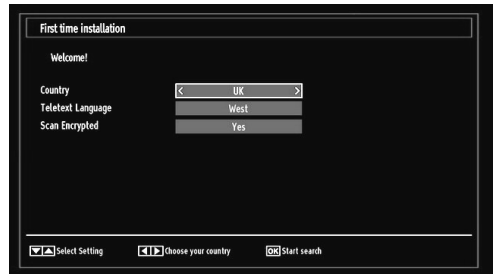 First time installation
Welcome!
Country < UK >
Teletext Language West
Scan Encrypted Yes
Select Setting Choose your country OK Start search